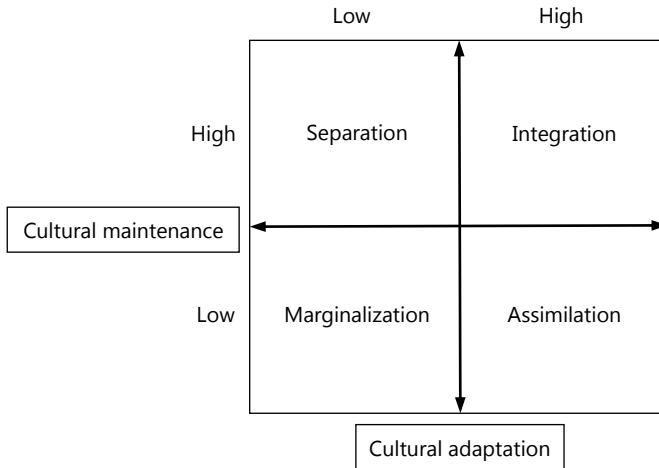 Low High
High Separation Integration
Cultural maintenance
Low Marginalization Assimilation
Cultural adaptation